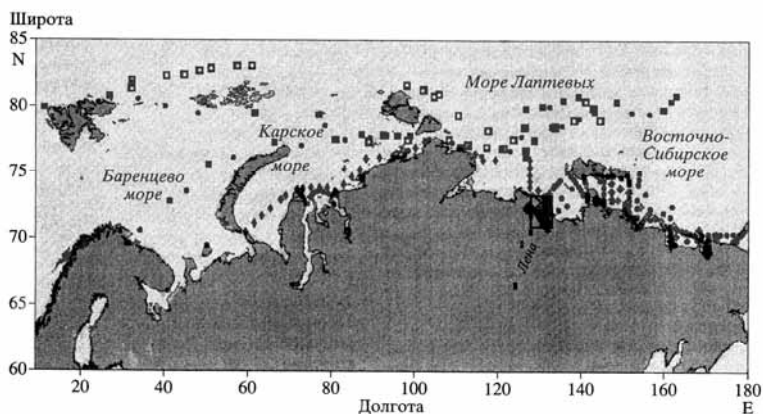 Широта
85
N
80
75
70
65
60
Море Лаптевых
Карское
море
Восточно-
Сибирское
море
Баренцево
море
Лена
20
40
60
80
100
120
140
160
180
Долгота
E